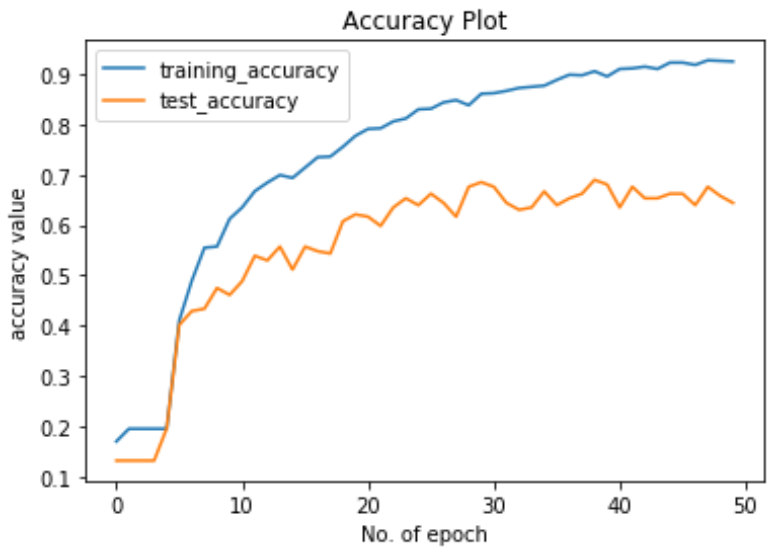 Accuracy Plot
training_accuracy
test_accuracy
accuracy value
0.9
0.8
0.7
0.6
0.5
0.4
0.3
0.2
0.1
0 10 20 30 40 50
No. of epoch